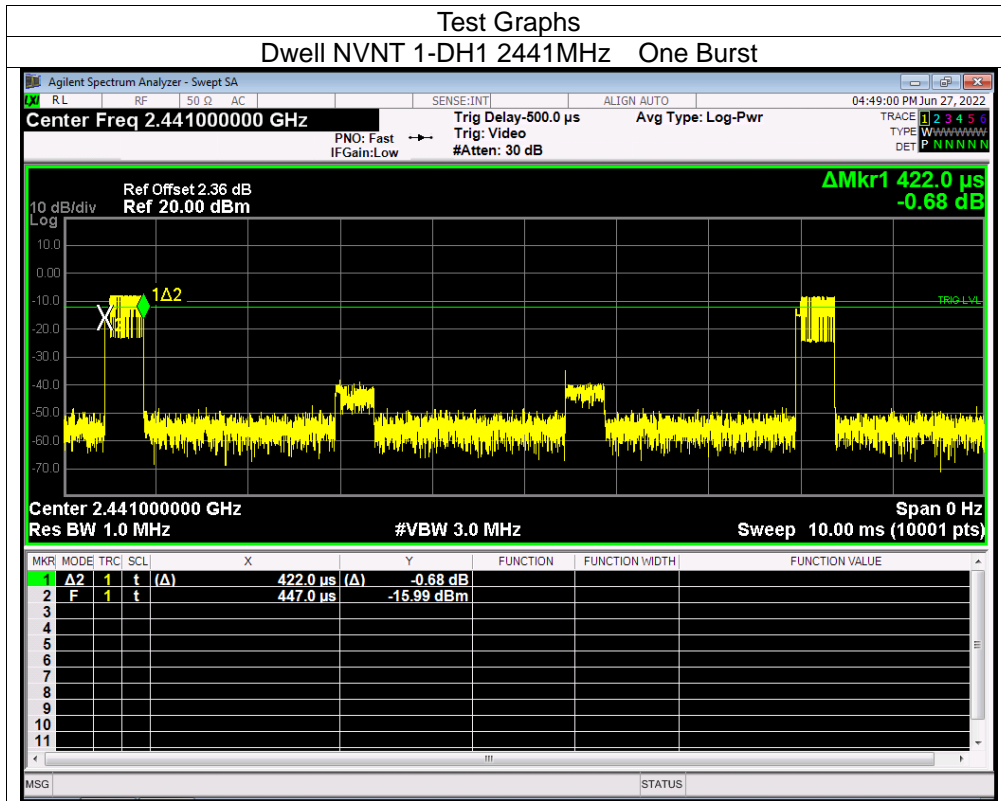 Test Graphs
Dwell NVNT 1-DH1 2441MHz One Burst
Agilent Spectrum Analyzer - Swept SA
LXI RL RF 50 Ω AC SENSE:INT ALIGN AUTO 04:49:00 PM Jun 27, 2022
Center Freq 2.441000000 GHz Trig Delay-500.0 µs Avg Type: Log-Pwr TRACE 1 2 3 4 5 6
PNO: Fast Trig: Video TYPE WWWWWW
IFGain:Low #Atten: 30 dB DET P N N N N N
ΔMkr1 422.0 µs
-0.68 dB
Ref Offset 2.36 dB
10 dB/div Ref 20.00 dBm
Log
10.0
0.00
-10.0
1Δ2
TRIG LVL
-20.0
-30.0
-40.0
-50.0
-60.0
-70.0
Center 2.441000000 GHz Span 0 Hz
Res BW 1.0 MHz #VBW 3.0 MHz Sweep 10.00 ms (10001 pts)
MKR MODE TRC SCL X Y FUNCTION FUNCTION WIDTH FUNCTION VALUE
1 Δ2 1 t (Δ) 422.0 µs (Δ) -0.68 dB
2 F 1 t 447.0 µs -15.99 dBm
3
4
5
6
7
8
9
10
11
MSG STATUS